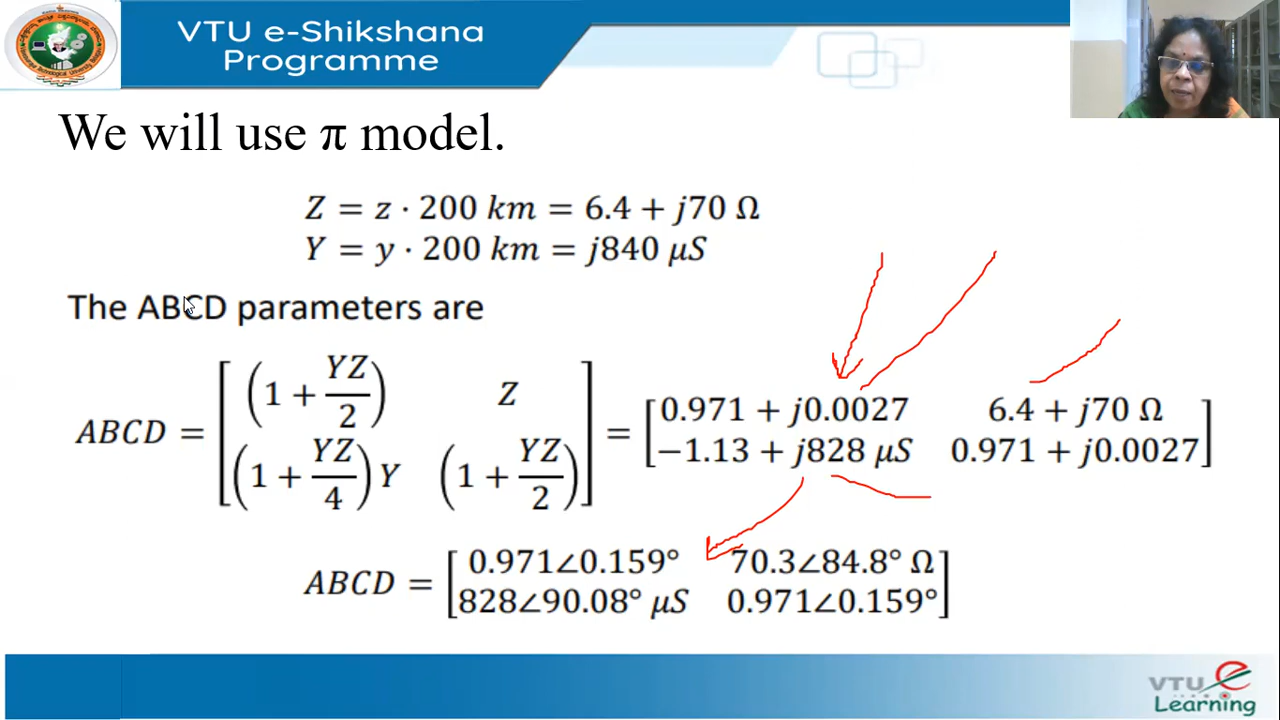 VTU e-Shikshana
Programme
We will use π model.
Z = z · 200 km = 6.4 + j70 Ω
Y = y · 200 km = j840 μS
The ABCD parameters are
ABCD = [(1 + YZ/2) Z; (1 + YZ/4) Y (1 + YZ/2)] = [0.971 + j0.0027 6.4 + j70 Ω; −1.13 + j828 μS 0.971 + j0.0027]
ABCD = [0.971∠0.159° 70.3∠84.8° Ω; 828∠90.08° μS 0.971∠0.159°]
VTU e
Learning